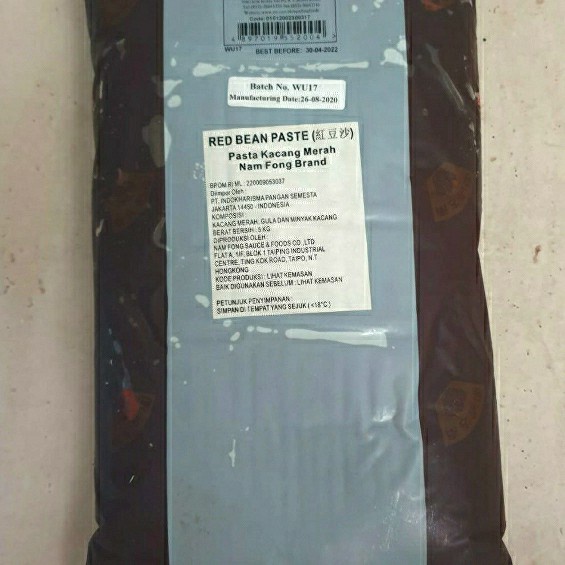 WU17 BEST BEFORE: 30-04-2022
Batch No. WU17
Manufacturing Date:26-08-2020
RED BEAN PASTE (紅豆沙)
Pasta Kacang Merah
Nam Fong Brand
BPOM RI ML : 220009053037
Diimpor Oleh :
PT. INDOKHARISMA PANGAN SEMESTA
JAKARTA 14450 - INDONESIA
KOMPOSISI
KACANG MERAH, GULA DAN MINYAK KACANG
BERAT BERSIH : 5 KG
DIPRODUKSI OLEH :
NAM FONG SAUCE & FOODS CO.,LTD
FLAT A, 1/F, BLOK 1 TAIPING INDUSTRIAL
CENTRE, TING KOK ROAD, TAIPO, N.T
HONGKONG
KODE PRODUKSI : LIHAT KEMASAN
BAIK DIGUNAKAN SEBELUM : LIHAT KEMASAN
PETUNJUK PENYIMPANAN :
SIMPAN DI TEMPAT YANG SEJUK ( <18°C )